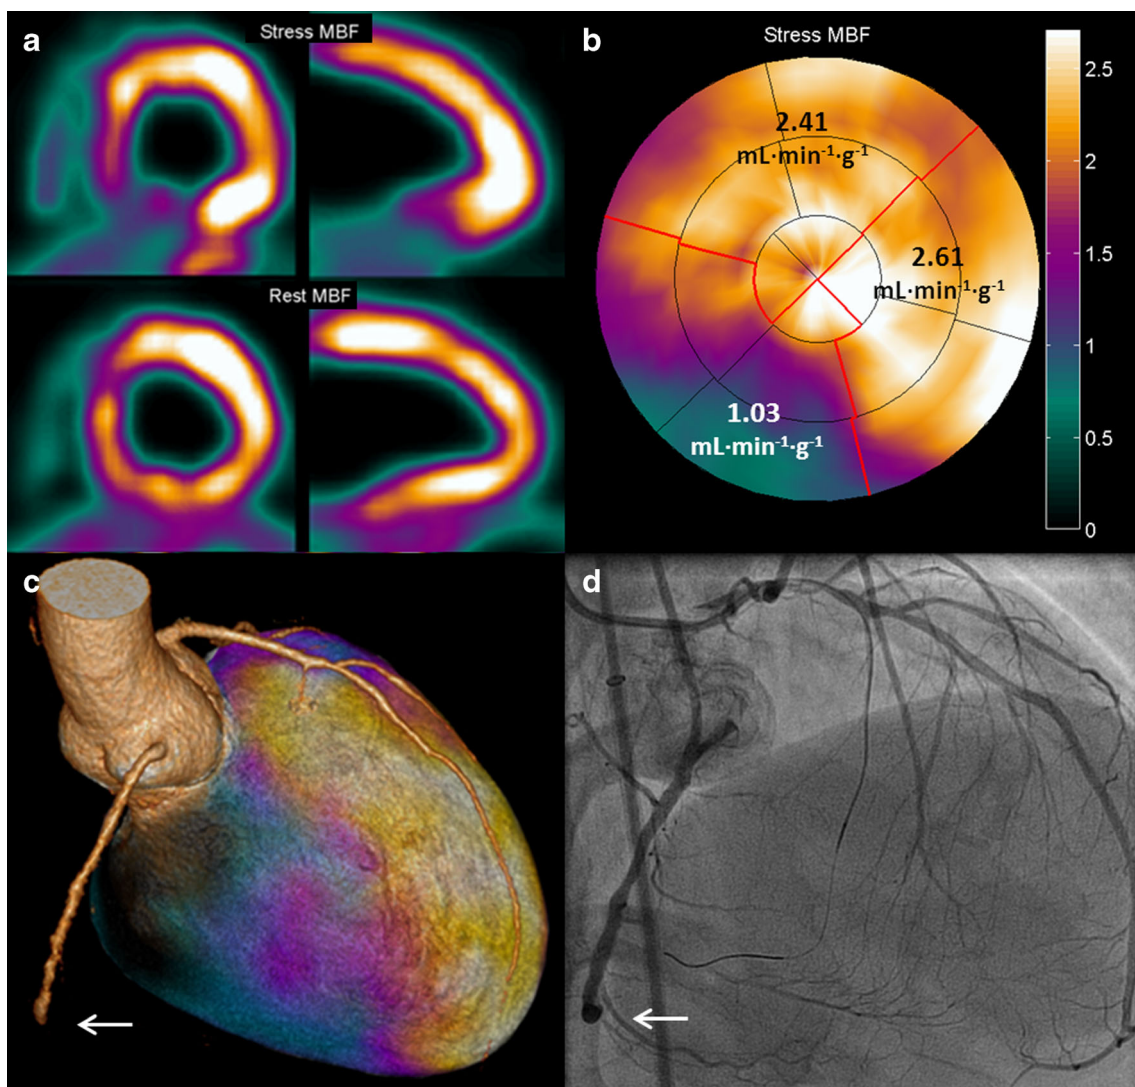 a
Stress MBF
Rest MBF
b
Stress MBF
2.41
mL·min⁻¹·g⁻¹
2.61
mL·min⁻¹·g⁻¹
1.03
mL·min⁻¹·g⁻¹
2.5
2
1.5
1
0.5
0
c
d